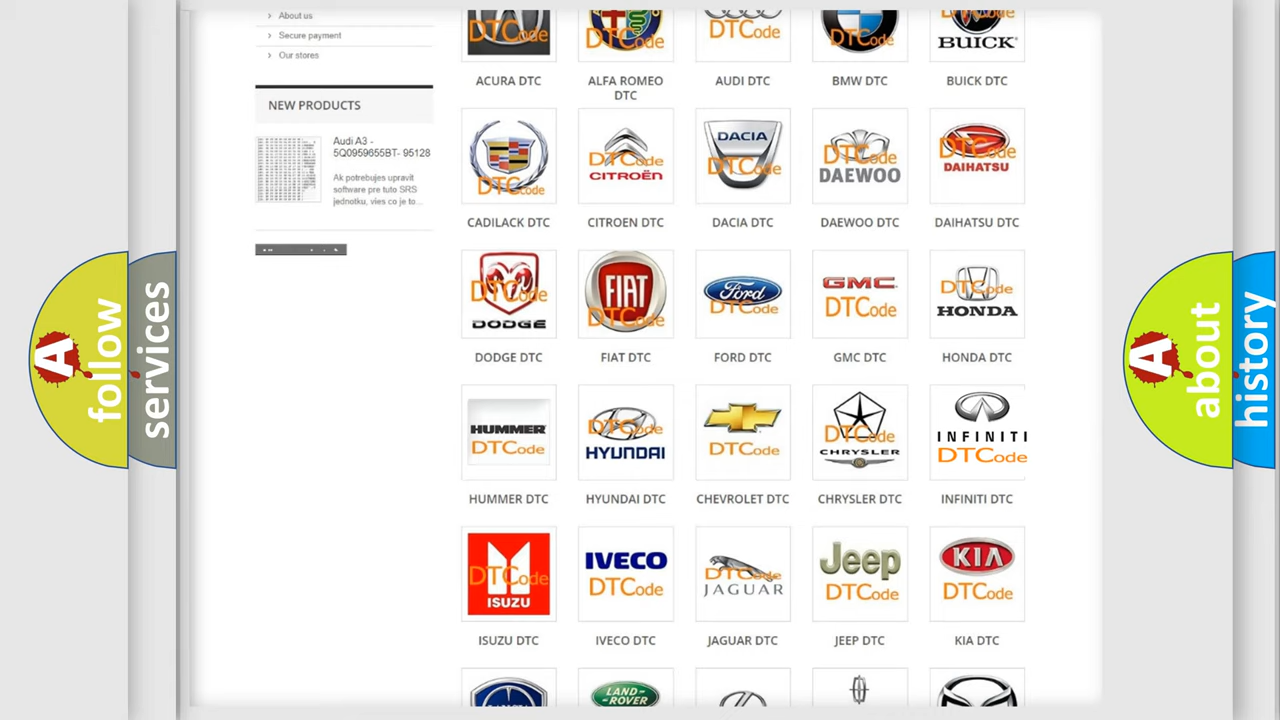 About us
Secure payment
Our stores
NEW PRODUCTS
Audi A3 -
5Q0959655BT- 95128
Ak potrebujes upravit
software pre tuto SRS
jednotku, vies co je to...
DTCode
DTCode
DTCode
DTCode
BUICK
ACURA DTC
ALFA ROMEO
DTC
AUDI DTC
BMW DTC
BUICK DTC
DTCode
DTCode
CITROËN
DACIA
DTCode
DTCode
DAEWOO
DTCode
DAIHATSU
CADILACK DTC
CITROEN DTC
DACIA DTC
DAEWOO DTC
DAIHATSU DTC
DTCode
DODGE
FIAT
DTCode
Ford
DTCode
GMC
DTCode
DTCode
HONDA
DODGE DTC
FIAT DTC
FORD DTC
GMC DTC
HONDA DTC
HUMMER
DTCode
DTCode
HYUNDAI
DTCode
DTCode
CHRYSLER
INFINITI
DTCode
HUMMER DTC
HYUNDAI DTC
CHEVROLET DTC
CHRYSLER DTC
INFINITI DTC
DTCode
ISUZU
IVECO
DTCode
DTCode
JAGUAR
Jeep
DTCode
KIA
DTCode
ISUZU DTC
IVECO DTC
JAGUAR DTC
JEEP DTC
KIA DTC
LAND-
ROVER
A follow
services
A about
history